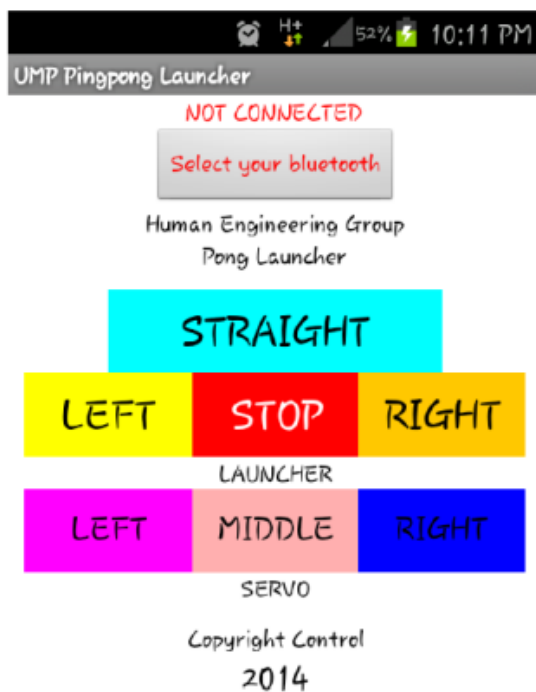 H+ 52% 10:11 PM
UMP Pingpong Launcher
NOT CONNECTED
Select your bluetooth
Human Engineering Group
Pong Launcher
STRAIGHT
LEFT STOP RIGHT
LAUNCHER
LEFT MIDDLE RIGHT
SERVO
Copyright Control
2014